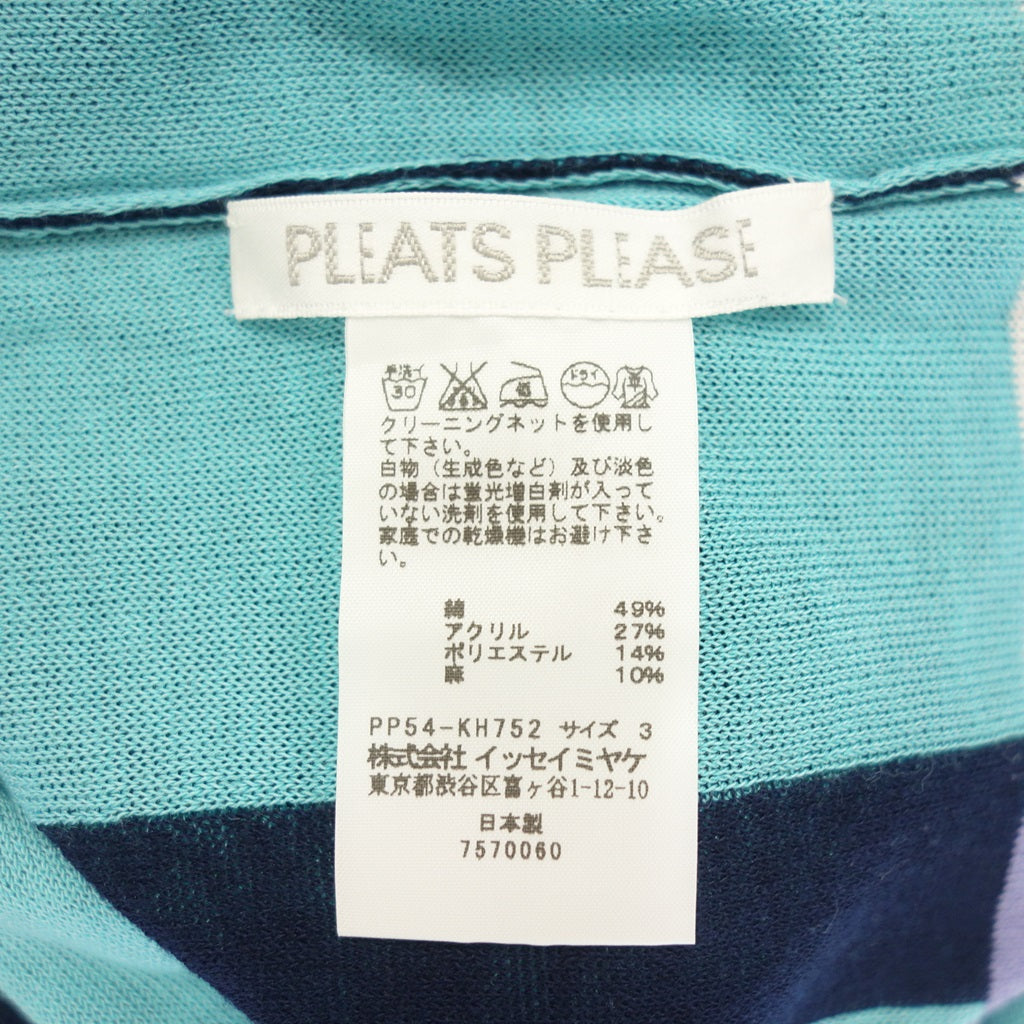 PLEATS PLEASE
手洗イ
30
低
ドライ
平
クリーニングネットを使用し
て下さい。
白物（生成色など）及び淡色
の場合は蛍光増白剤が入って
いない洗剤を使用して下さい。
家庭での乾燥機はお避け下さ
い。
綿 49%
アクリル 27%
ポリエステル 14%
麻 10%
PP54-KH752 サイズ 3
株式会社 イッセイミヤケ
東京都渋谷区富ヶ谷1-12-10
日本製
7570060